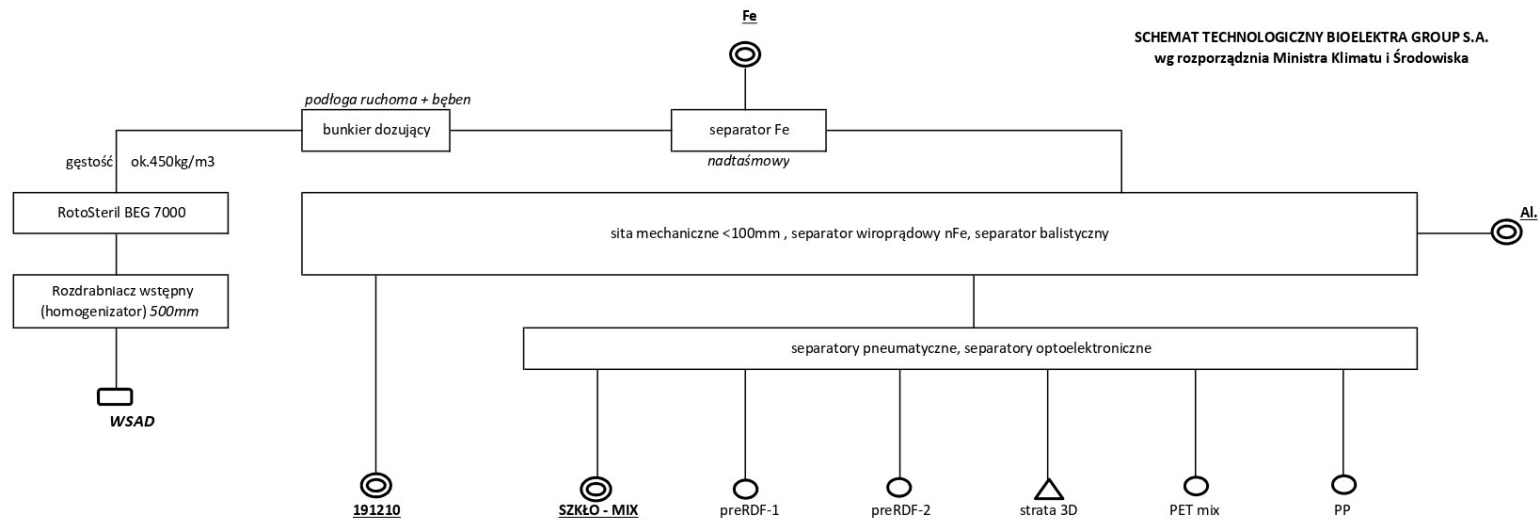 Fe
SCHEMAT TECHNOLOGICZNY BIOELEKTRA GROUP S.A.
wg rozporządznia Ministra Klimatu i Środowiska
podłoga ruchoma + bęben
bunkier dozujący
separator Fe
nadtaśmowy
gęstość ok.450kg/m3
RotoSteril BEG 7000
sita mechaniczne <100mm , separator wiroprądowy nFe, separator balistyczny
Al.
Rozdrabniacz wstępny
(homogenizator) 500mm
separatory pneumatyczne, separatory optoelektroniczne
WSAD
191210
SZKŁO - MIX
preRDF-1
preRDF-2
strata 3D
PET mix
PP